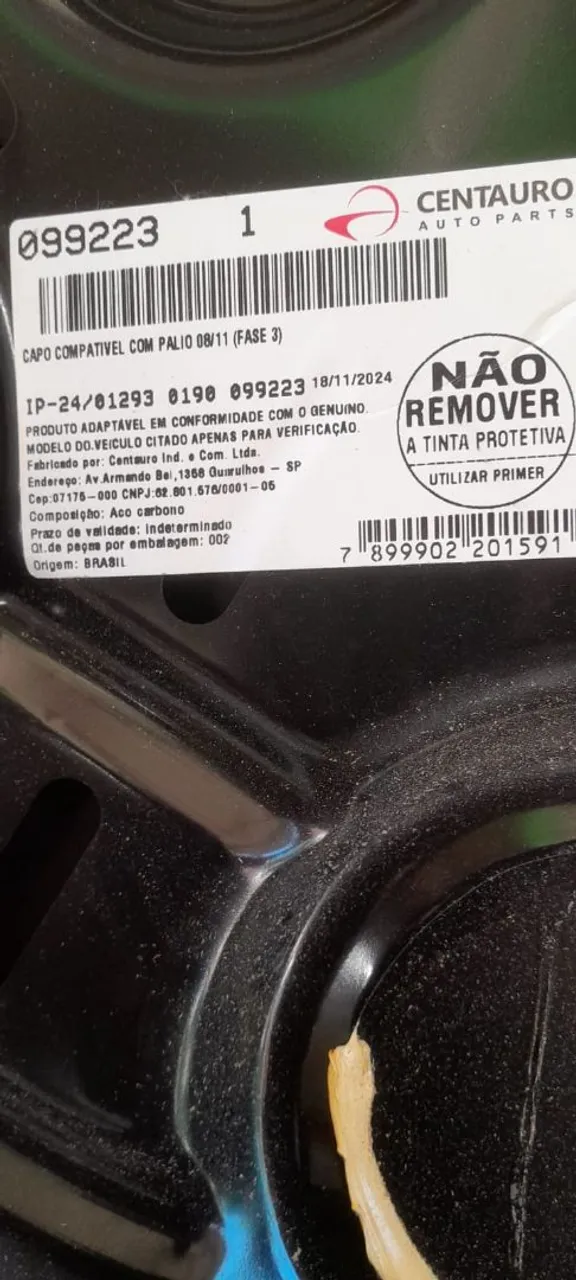 099223 1
CENTAURO
AUTO PARTS
CAPO COMPATIVEL COM PALIO 08/11 (FASE 3)
IP-24/01293 0190 099223 18/11/2024
PRODUTO ADAPTÁVEL EM CONFORMIDADE COM O GENUÍNO.
MODELO DO.VEICULO CITADO APENAS PARA VERIFICAÇÃO.
Fabricado por: Centauro Ind. e Com. Ltda.
Endereço: Av.Armando Bei,1368 Guarulhos – SP
Cep:07175-000 CNPJ:62.801.576/0001-05
Composição: Aco carbono
Prazo de validade: Indeterminado
Qt.de peças por embalagem: 002
Origem: BRASIL
NÃO
REMOVER
A TINTA PROTETIVA
UTILIZAR PRIMER
7 899902 201591